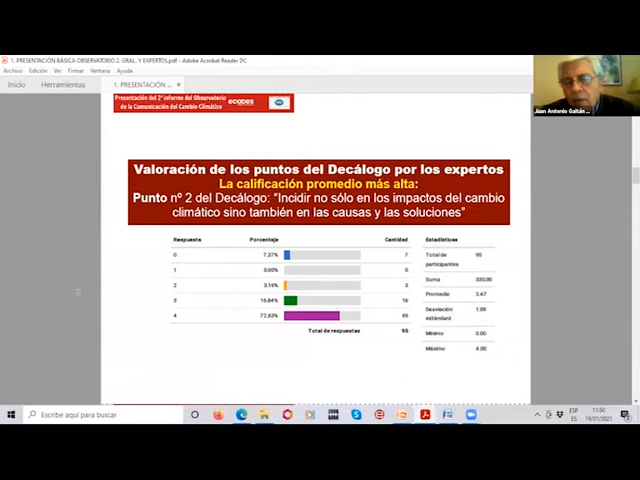 1. PRESENTACIÓN BÁSICA OBSERVATORIO 2. GRAL. Y EXPERTOS.pdf - Adobe Acrobat Reader DC
Archivo Edición Ver Firmar Ventana Ayuda
Inicio Herramientas 1. PRESENTACIÓN ... ×
Juan Antonio Gaitán ...
Presentación del 2º informe del Observatorio
de la Comunicación del Cambio Climático
ecodes
Valoración de los puntos del Decálogo por los expertos
La calificación promedio más alta:
Punto nº 2 del Decálogo: “Incidir no sólo en los impactos del cambio
climático sino también en las causas y las soluciones”
Respuesta Porcentaje Cantidad Estadísticas
0 7.37% 7
1 0.00% 0
2 3.16% 3
3 16.84% 16
4 72.63% 69
Total de respuestas 95
Total de participantes 95
Suma 330.00
Promedio 3.47
Desviación estándard 1.09
Mínimo 0.00
Máximo 4.00
Escribe aquí para buscar
ESP
ES
11:50
19/01/2021